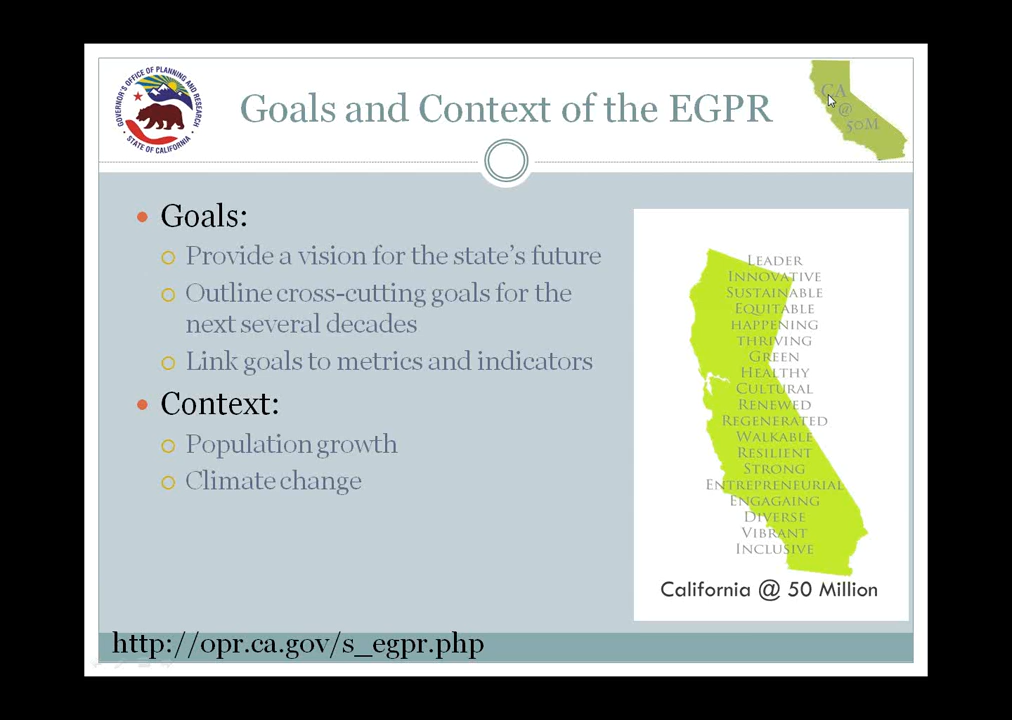 GOVERNOR'S OFFICE OF PLANNING AND RESEARCH
• STATE OF CALIFORNIA •
Goals and Context of the EGPR
CA
@
50M
Goals:
Provide a vision for the state's future
Outline cross-cutting goals for the
next several decades
Link goals to metrics and indicators
Context:
Population growth
Climate change
LEADER
INNOVATIVE
SUSTAINABLE
EQUITABLE
HAPPENING
THRIVING
GREEN
HEALTHY
CULTURAL
RENEWED
REGENERATED
WALKABLE
RESILIENT
STRONG
ENTREPRENEURIAL
ENGAGAING
DIVERSE
VIBRANT
INCLUSIVE
California @ 50 Million
http://opr.ca.gov/s_egpr.php